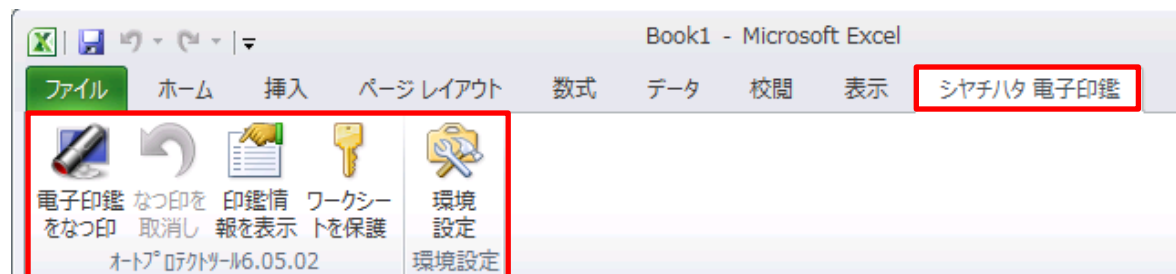 Book1 - Microsoft Excel
ファイル ホーム 挿入 ページ レイアウト 数式 データ 校閲 表示 シヤチハタ 電子印鑑
電子印鑑 なつ印を 印鑑情 ワークシー 環境
をなつ印 取消し 報を表示 トを保護 設定
オートプロテクトツール6.05.02 環境設定